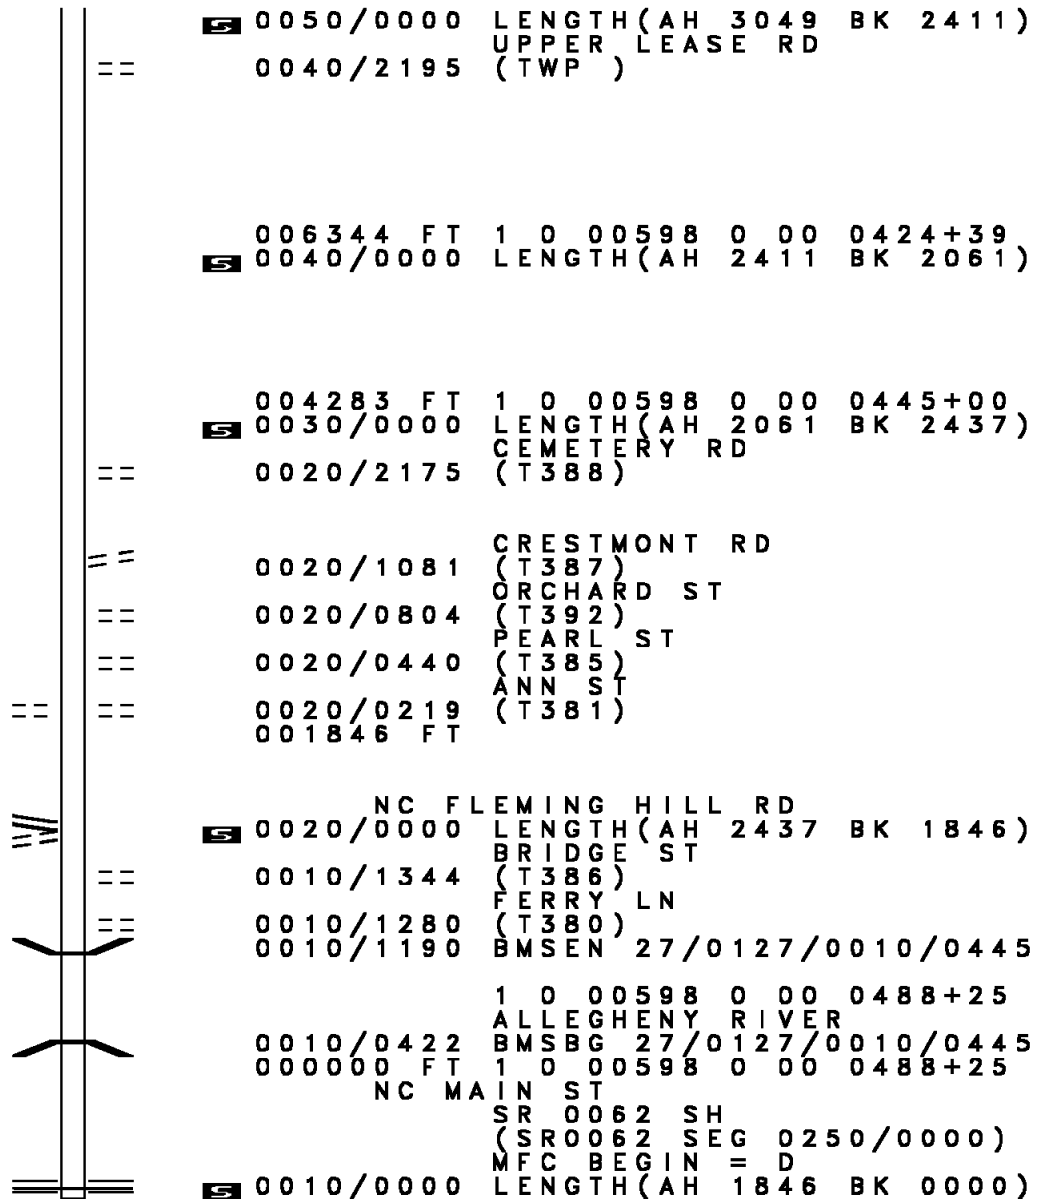 S 0050/0000 LENGTH(AH 3049 BK 2411)
UPPER LEASE RD
0040/2195 (TWP )
006344 FT 1 0 00598 0 00 0424+39
S 0040/0000 LENGTH(AH 2411 BK 2061)
004283 FT 1 0 00598 0 00 0445+00
S 0030/0000 LENGTH(AH 2061 BK 2437)
CEMETERY RD
0020/2175 (T388)
CRESTMONT RD
0020/1081 (T387)
ORCHARD ST
0020/0804 (T392)
PEARL ST
0020/0440 (T385)
ANN ST
0020/0219 (T381)
001846 FT
NC FLEMING HILL RD
S 0020/0000 LENGTH(AH 2437 BK 1846)
BRIDGE ST
0010/1344 (T386)
FERRY LN
0010/1280 (T380)
0010/1190 BMSEN 27/0127/0010/0445
1 0 00598 0 00 0488+25
ALLEGHENY RIVER
0010/0422 BMSBG 27/0127/0010/0445
000000 FT 1 0 00598 0 00 0488+25
NC MAIN ST
SR 0062 SH
(SR0062 SEG 0250/0000)
MFC BEGIN = D
S 0010/0000 LENGTH(AH 1846 BK 0000)